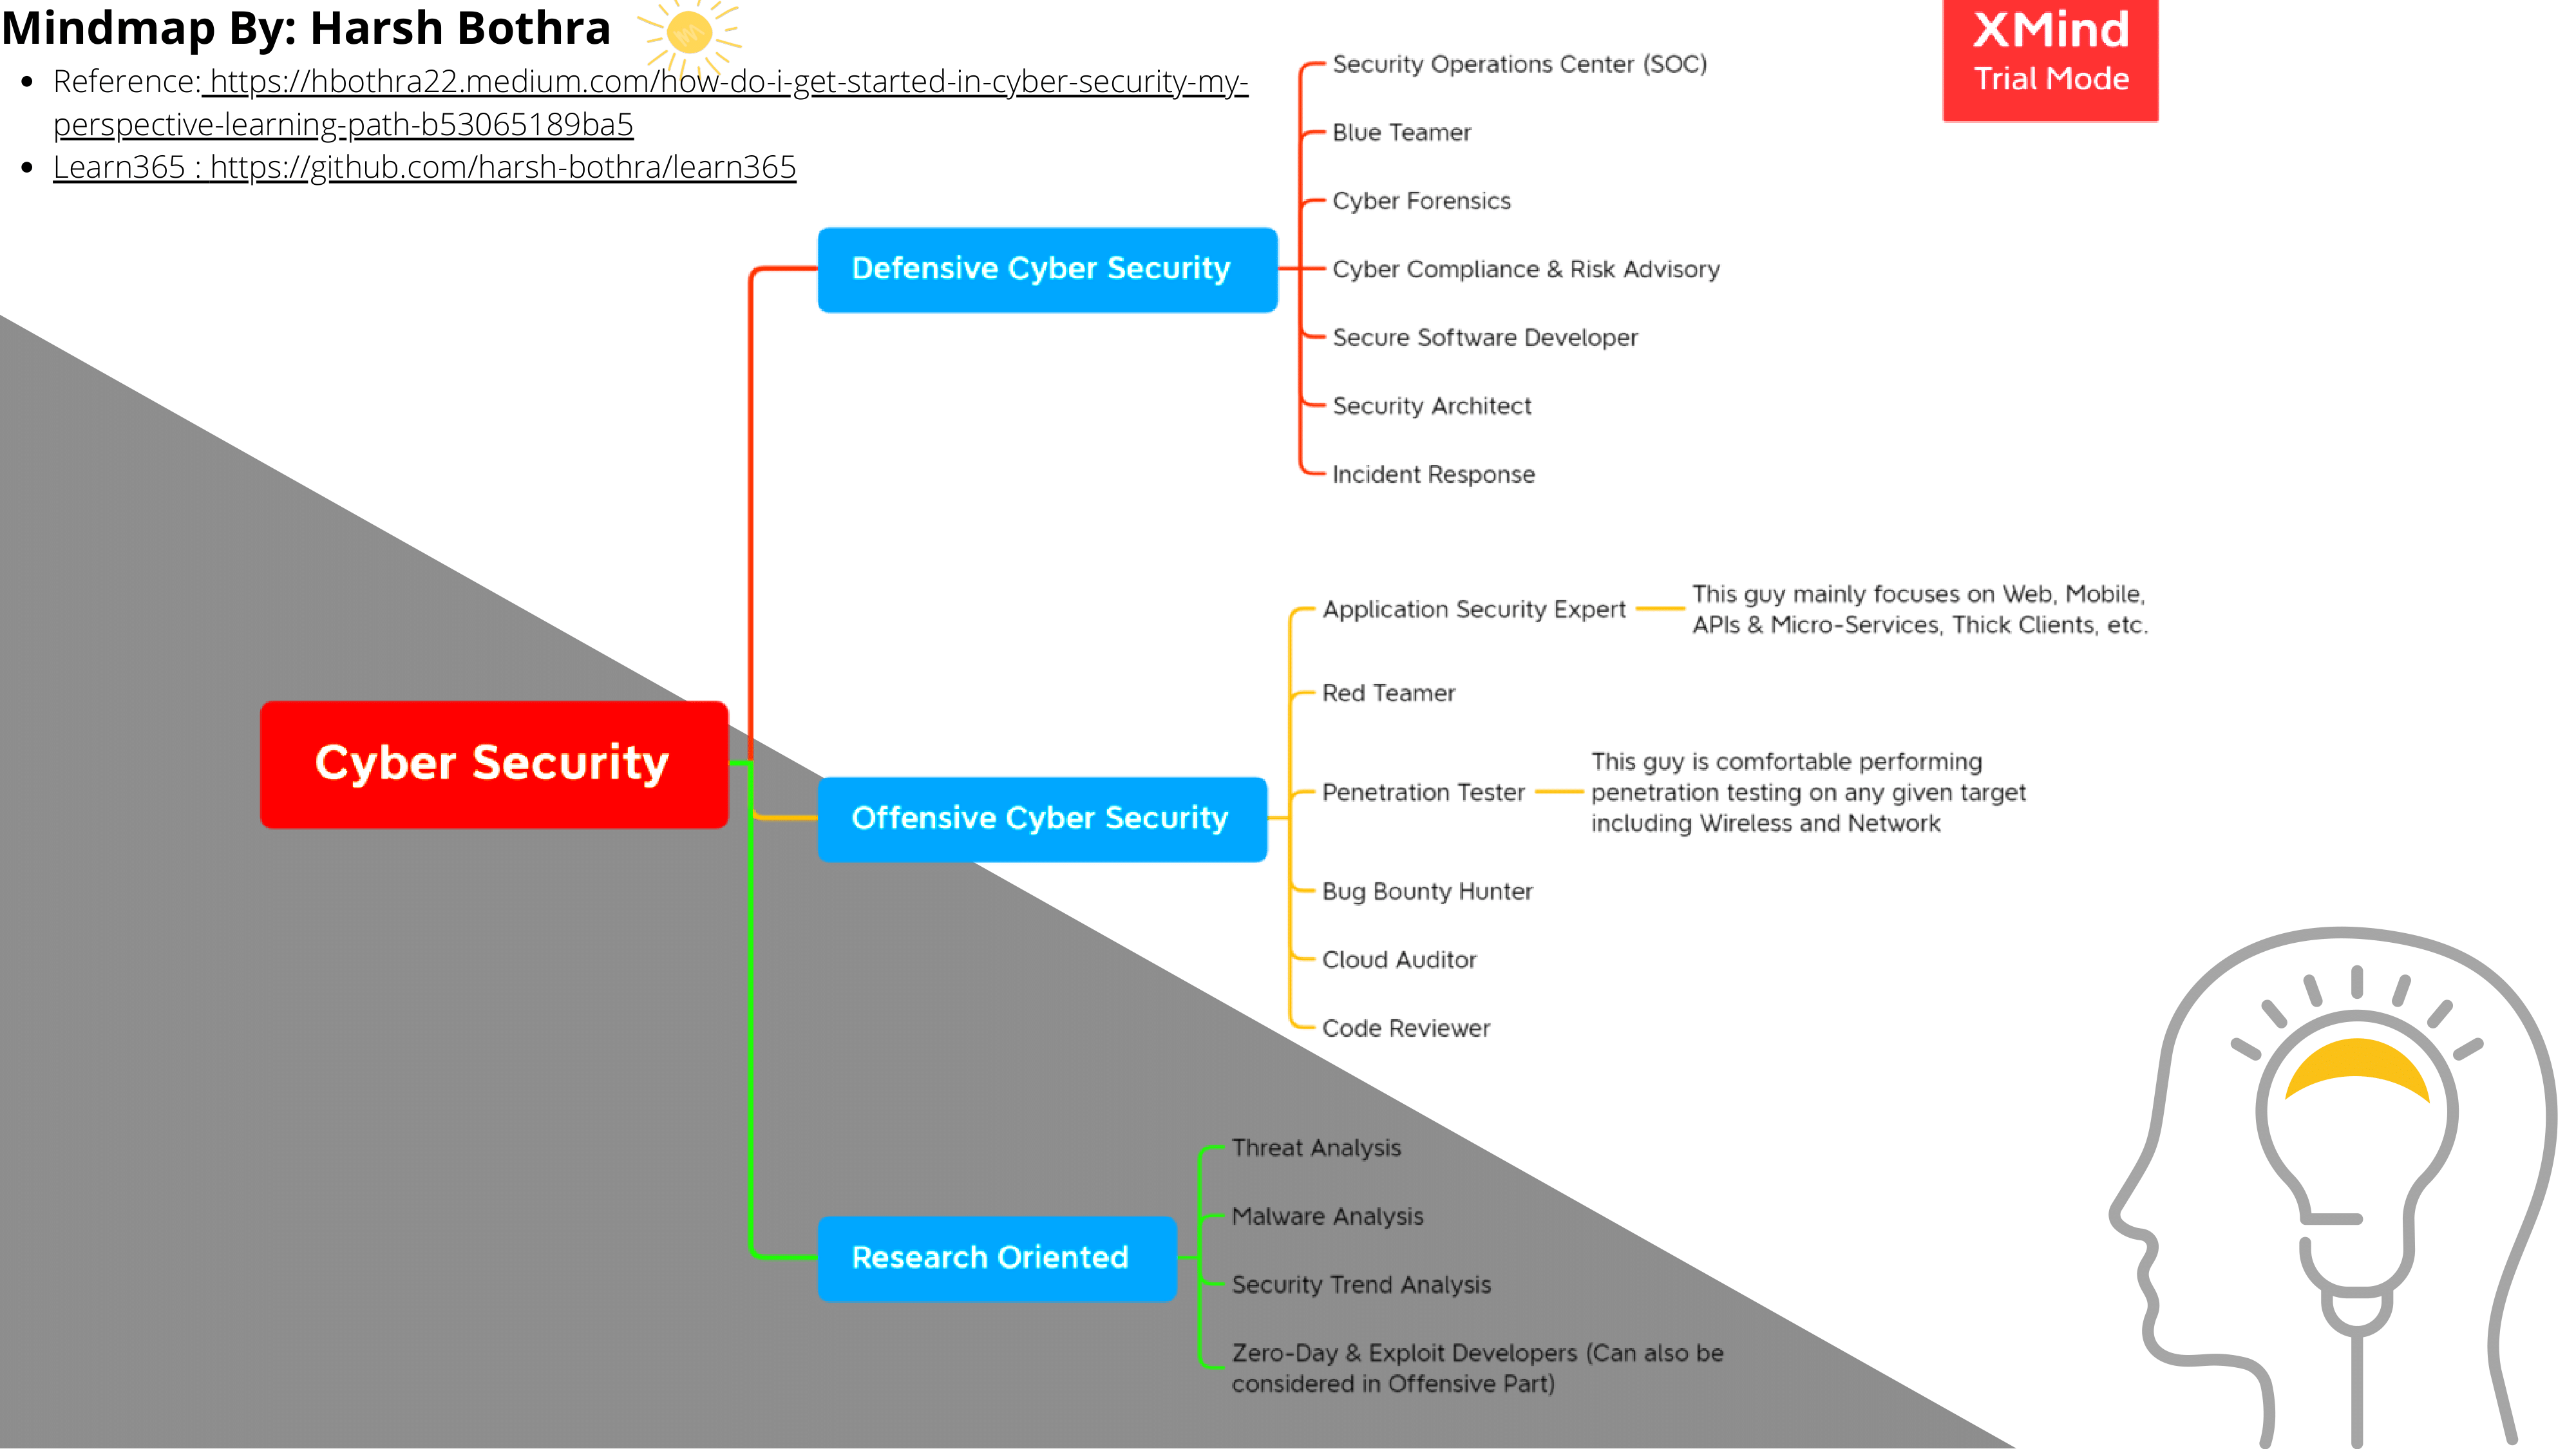 Mindmap By: Harsh Bothra
• Reference: https://hbothra22.medium.com/how-do-i-get-started-in-cyber-security-my-
perspective-learning-path-b53065189ba5
• Learn365 : https://github.com/harsh-bothra/learn365
XMind
Trial Mode
Cyber Security
Defensive Cyber Security
Security Operations Center (SOC)
Blue Teamer
Cyber Forensics
Cyber Compliance & Risk Advisory
Secure Software Developer
Security Architect
Incident Response
Offensive Cyber Security
Application Security Expert
This guy mainly focuses on Web, Mobile,
APIs & Micro-Services, Thick Clients, etc.
Red Teamer
Penetration Tester
This guy is comfortable performing
penetration testing on any given target
including Wireless and Network
Bug Bounty Hunter
Cloud Auditor
Code Reviewer
Research Oriented
Threat Analysis
Malware Analysis
Security Trend Analysis
Zero-Day & Exploit Developers (Can also be
considered in Offensive Part)